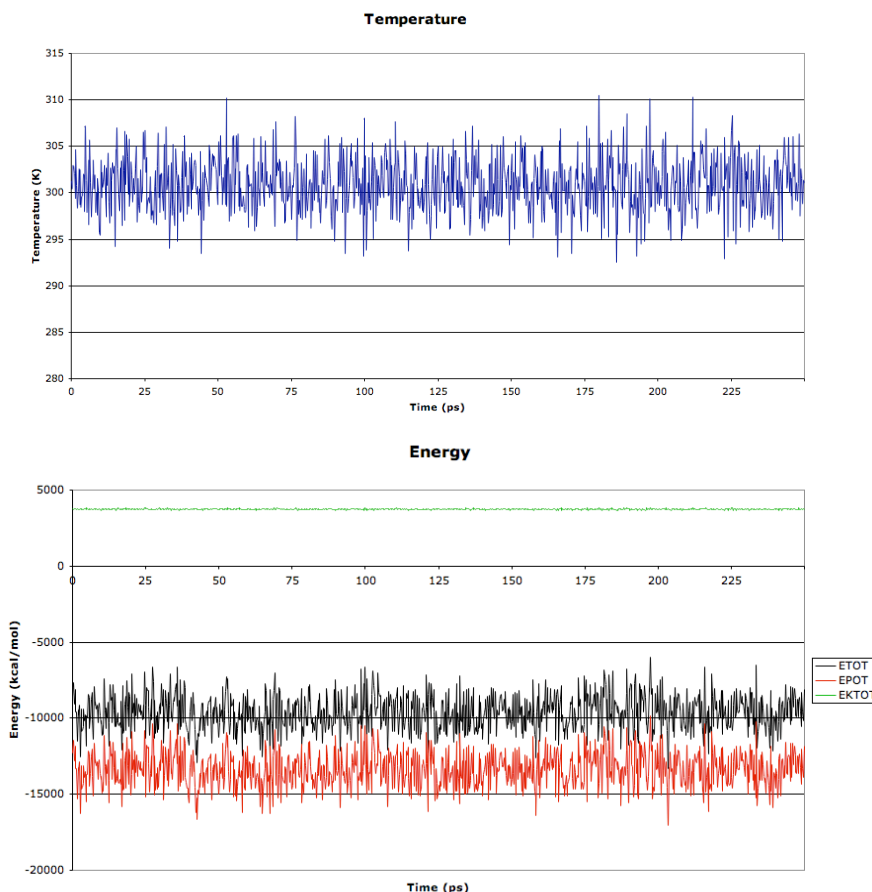 Temperature
315
310
305
300
295
290
285
280
Temperature (K)
0 25 50 75 100 125 150 175 200 225
Time (ps)
Energy
5000
0
-5000
-10000
-15000
-20000
Energy (kcal/mol)
0 25 50 75 100 125 150 175 200 225
Time (ps)
ETOT
EPOT
EKTOT